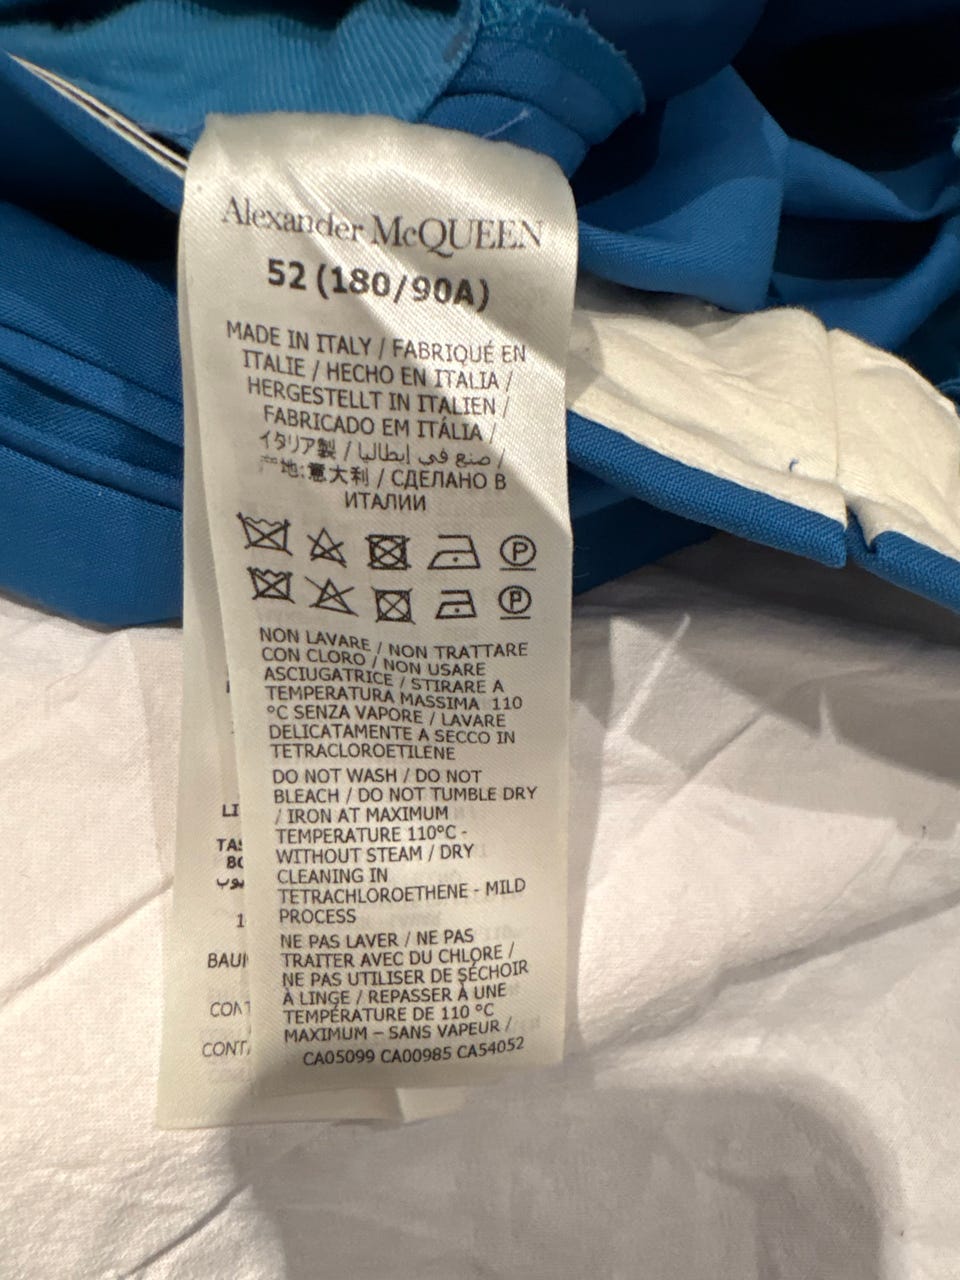 Alexander McQUEEN
52 (180/90A)
MADE IN ITALY / FABRIQUÉ EN
ITALIE / HECHO EN ITALIA /
HERGESTELLT IN ITALIEN /
FABRICADO EM ITÁLIA /
イタリア製 / صنع في إيطاليا /
地:意大利 / СДЕЛАНО В
ИТАЛИИ
P
P
NON LAVARE / NON TRATTARE
CON CLORO / NON USARE
ASCIUGATRICE / STIRARE A
TEMPERATURA MASSIMA 110
°C SENZA VAPORE / LAVARE
DELICATAMENTE A SECCO IN
TETRACLOROETILENE
DO NOT WASH / DO NOT
BLEACH / DO NOT TUMBLE DRY
/ IRON AT MAXIMUM
TEMPERATURE 110°C -
WITHOUT STEAM / DRY
CLEANING IN
TETRACHLOROETHENE - MILD
PROCESS
NE PAS LAVER / NE PAS
TRAITER AVEC DU CHLORE /
NE PAS UTILISER DE SÉCHOIR
À LINGE / REPASSER À UNE
TEMPÉRATURE DE 110 °C
MAXIMUM – SANS VAPEUR /
CA05099 CA00985 CA54052